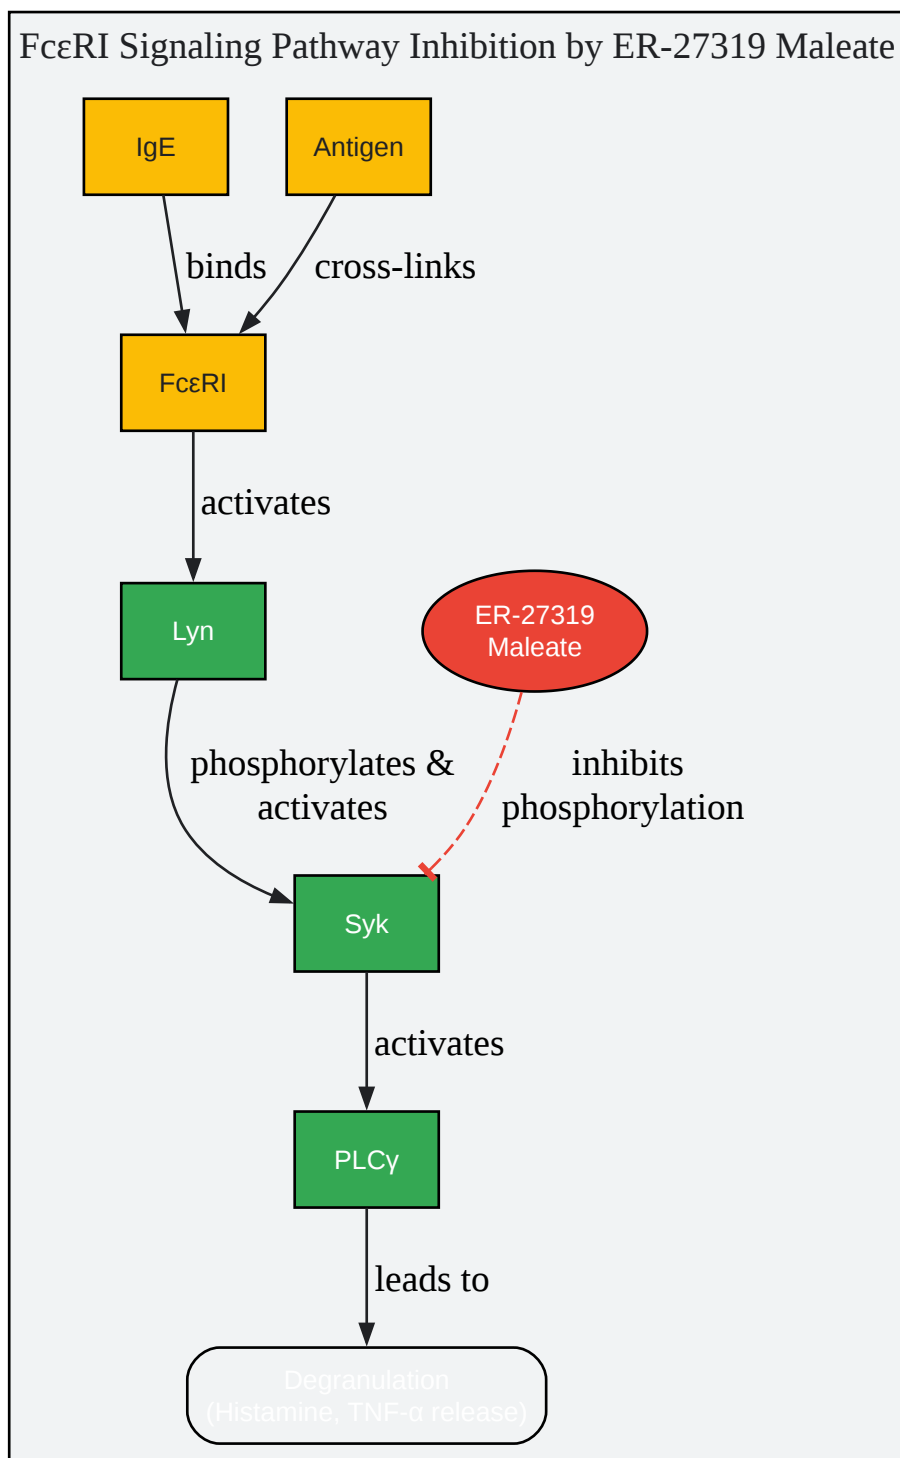 FcεRI Signaling Pathway Inhibition by ER-27319 Maleate
IgE
Antigen
binds
cross-links
FcεRI
activates
Lyn
ER-27319
Maleate
phosphorylates &
activates
inhibits
phosphorylation
Syk
activates
PLCγ
leads to
Degranulation
(Histamine, TNF-α release)